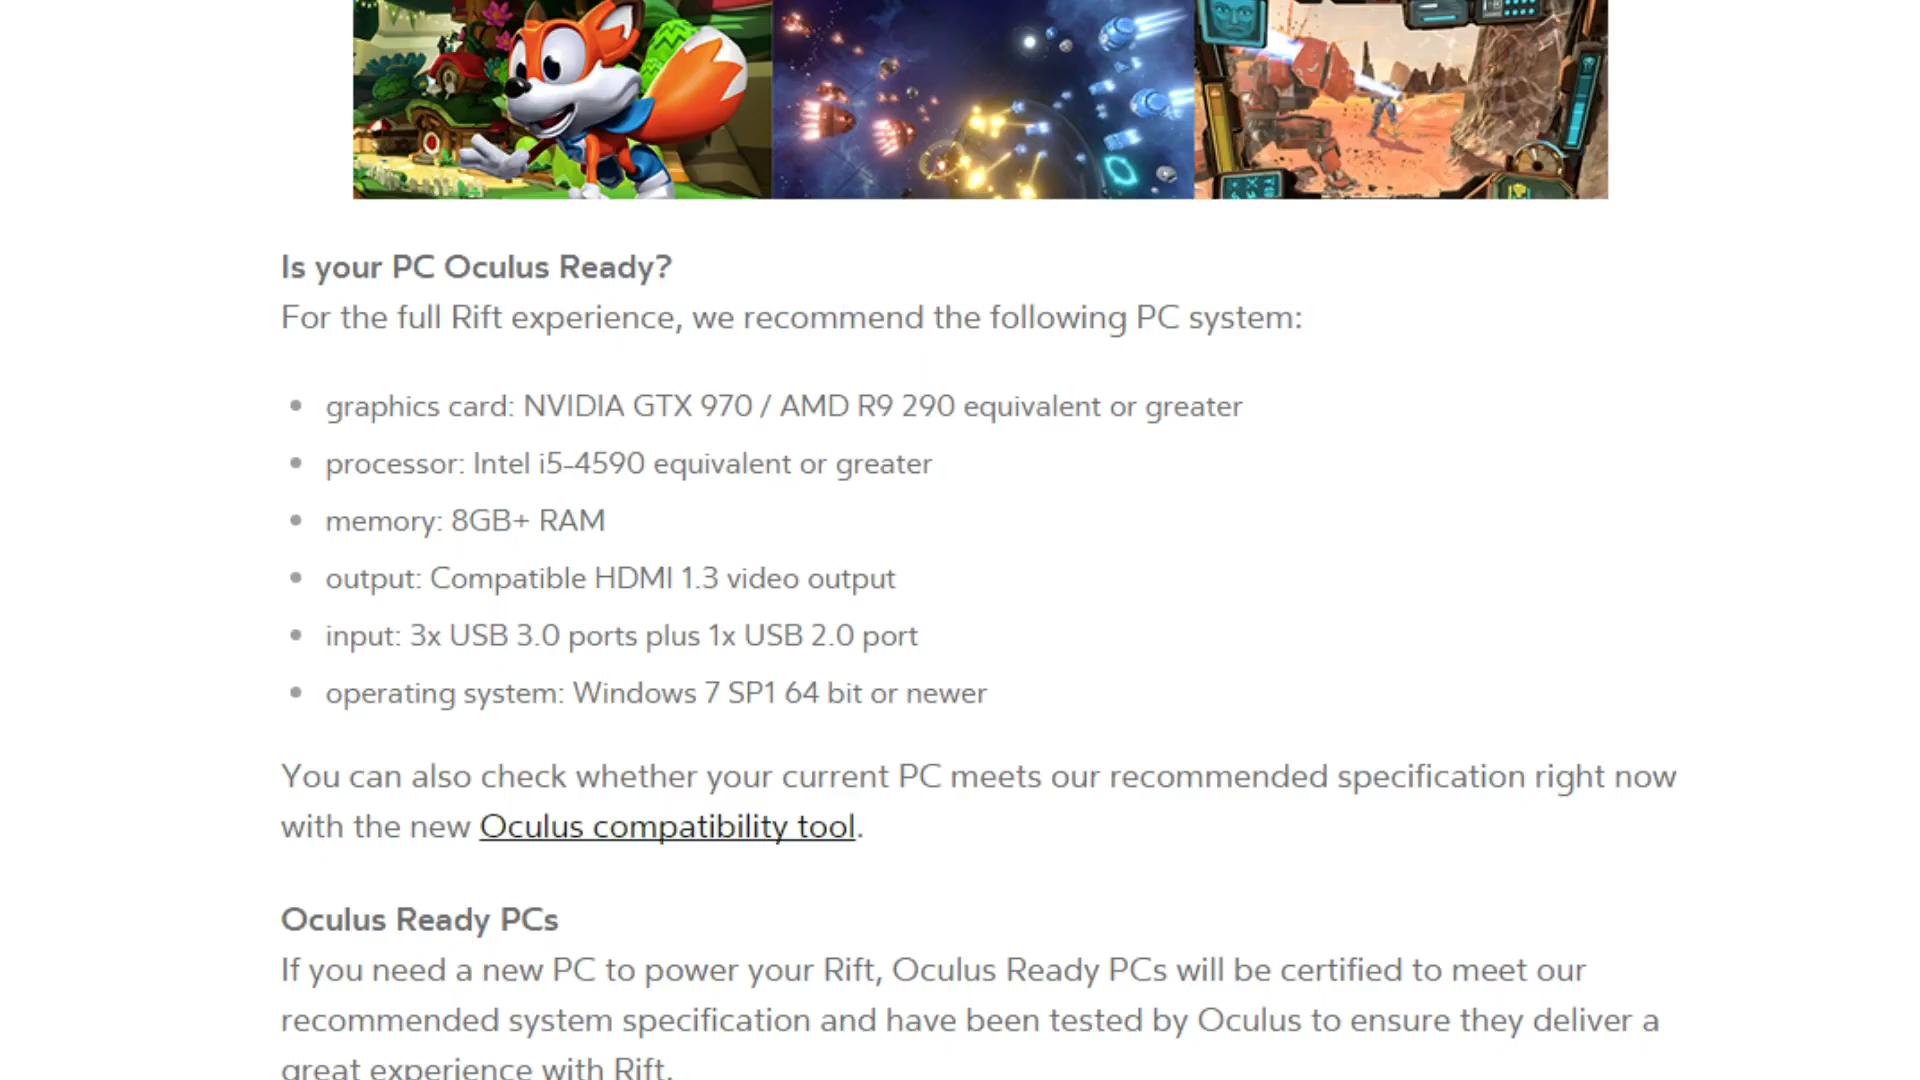 Is your PC Oculus Ready?
For the full Rift experience, we recommend the following PC system:
graphics card: NVIDIA GTX 970 / AMD R9 290 equivalent or greater
processor: Intel i5-4590 equivalent or greater
memory: 8GB+ RAM
output: Compatible HDMI 1.3 video output
input: 3x USB 3.0 ports plus 1x USB 2.0 port
operating system: Windows 7 SP1 64 bit or newer
You can also check whether your current PC meets our recommended specification right now
with the new Oculus compatibility tool.
Oculus Ready PCs
If you need a new PC to power your Rift, Oculus Ready PCs will be certified to meet our
recommended system specification and have been tested by Oculus to ensure they deliver a
great experience with Rift.